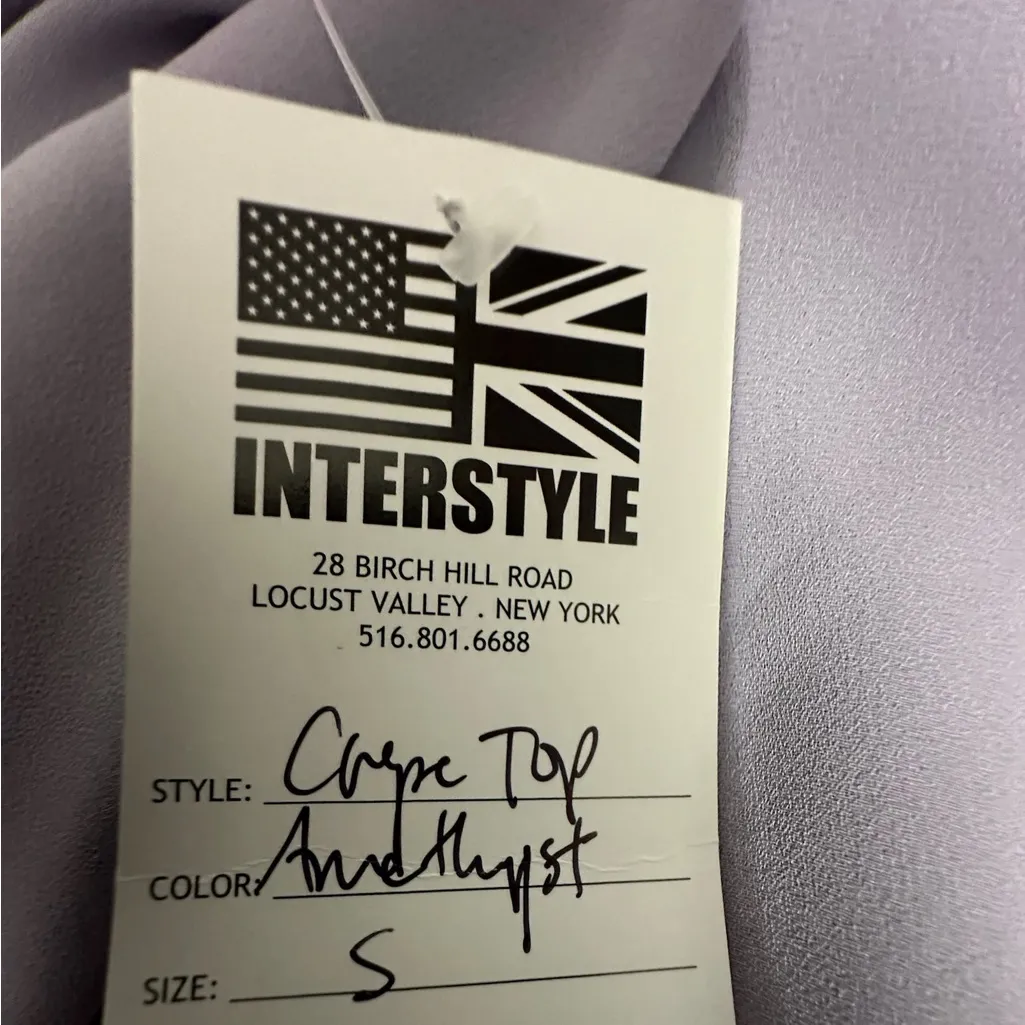 INTERSTYLE
28 BIRCH HILL ROAD
LOCUST VALLEY . NEW YORK
516.801.6688
STYLE: Crepe Top
COLOR: Amethyst
SIZE: S